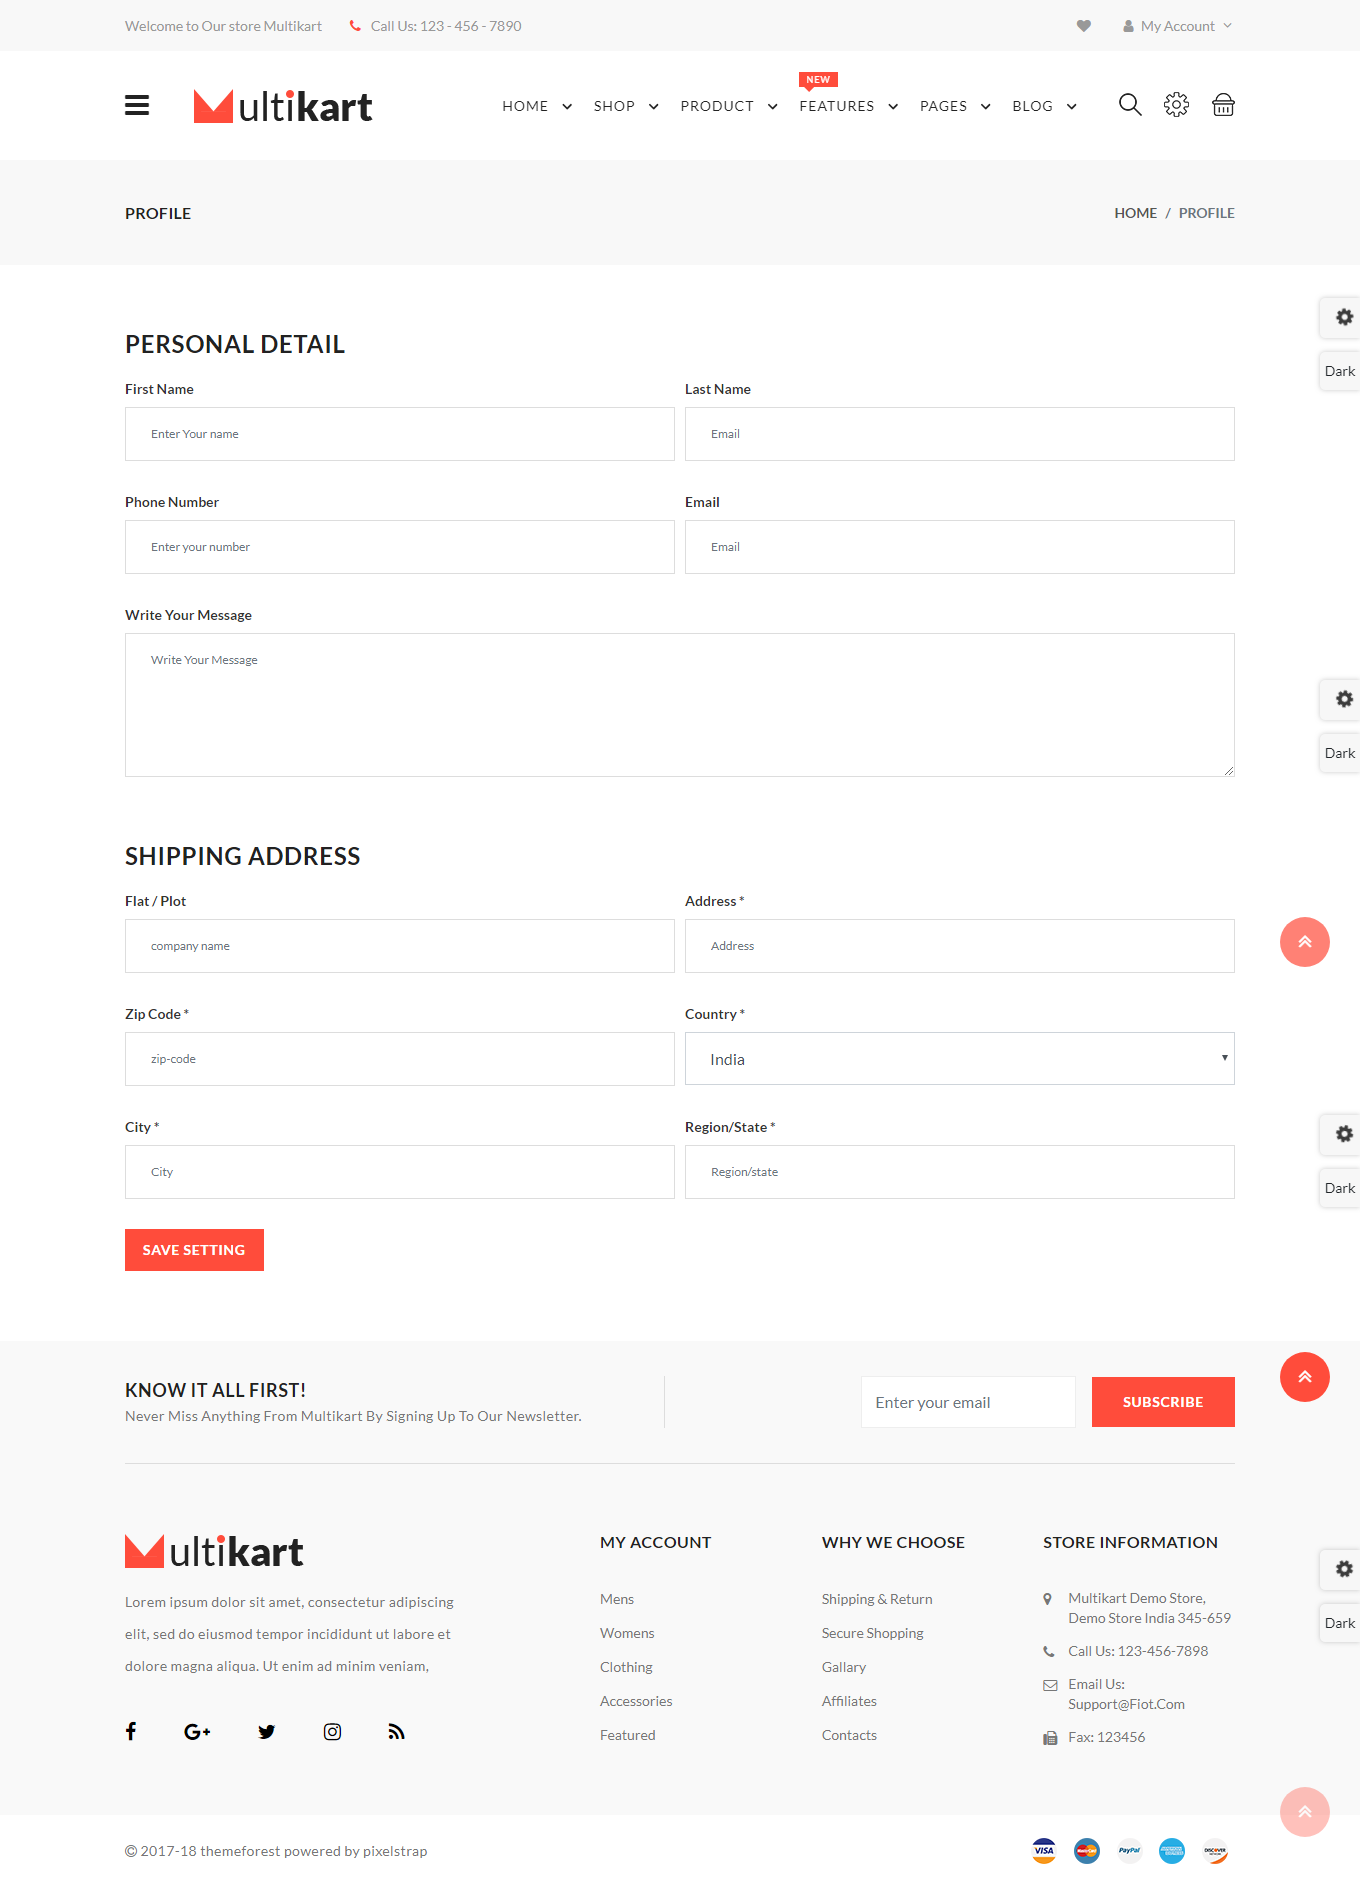 Welcome to Our store Multikart
Call Us: 123 - 456 - 7890
My Account
Multikart
HOME
SHOP
PRODUCT
NEW
FEATURES
PAGES
BLOG
PROFILE
HOME / PROFILE
PERSONAL DETAIL
First Name
Last Name
Enter Your name
Email
Phone Number
Email
Enter your number
Email
Write Your Message
Write Your Message
Dark
Dark
SHIPPING ADDRESS
Flat / Plot
Address *
company name
Address
Zip Code *
Country *
zip-code
India
City *
Region/State *
City
Region/state
Dark
SAVE SETTING
KNOW IT ALL FIRST!
Never Miss Anything From Multikart By Signing Up To Our Newsletter.
Enter your email
SUBSCRIBE
Multikart
Lorem ipsum dolor sit amet, consectetur adipiscing
elit, sed do eiusmod tempor incididunt ut labore et
dolore magna aliqua. Ut enim ad minim veniam,
MY ACCOUNT
Mens
Womens
Clothing
Accessories
Featured
WHY WE CHOOSE
Shipping & Return
Secure Shopping
Gallary
Affiliates
Contacts
STORE INFORMATION
Multikart Demo Store,
Demo Store India 345-659
Call Us: 123-456-7898
Email Us:
Support@Fiot.Com
Fax: 123456
Dark
© 2017-18 themeforest powered by pixelstrap
VISA
MasterCard
PayPal
DISCOVER